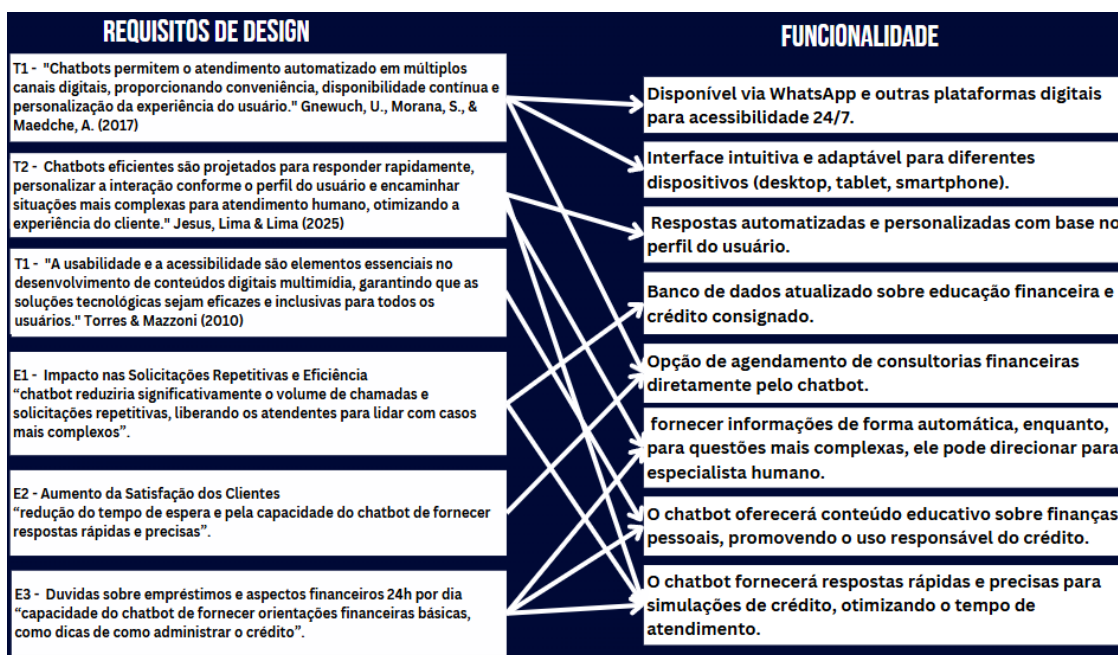 REQUISITOS DE DESIGN
T1 - "Chatbots permitem o atendimento automatizado em múltiplos
canais digitais, proporcionando conveniência, disponibilidade contínua e
personalização da experiência do usuário." Gnewuch, U., Morana, S., &
Maedche, A. (2017)
T2 - Chatbots eficientes são projetados para responder rapidamente,
personalizar a interação conforme o perfil do usuário e encaminhar
situações mais complexas para atendimento humano, otimizando a
experiência do cliente." Jesus, Lima & Lima (2025)
T1 - "A usabilidade e a acessibilidade são elementos essenciais no
desenvolvimento de conteúdos digitais multimídia, garantindo que as
soluções tecnológicas sejam eficazes e inclusivas para todos os
usuários." Torres & Mazzoni (2010)
E1 - Impacto nas Solicitações Repetitivas e Eficiência
“chatbot reduziria significativamente o volume de chamadas e
solicitações repetitivas, liberando os atendentes para lidar com casos
mais complexos”.
E2 - Aumento da Satisfação dos Clientes
“redução do tempo de espera e pela capacidade do chatbot de fornecer
respostas rápidas e precisas”.
E3 - Duvidas sobre empréstimos e aspectos financeiros 24h por dia
“capacidade do chatbot de fornecer orientações financeiras básicas,
como dicas de como administrar o crédito”.
FUNCIONALIDADE
Disponível via WhatsApp e outras plataformas digitais
para acessibilidade 24/7.
Interface intuitiva e adaptável para diferentes
dispositivos (desktop, tablet, smartphone).
Respostas automatizadas e personalizadas com base no
perfil do usuário.
Banco de dados atualizado sobre educação financeira e
crédito consignado.
Opção de agendamento de consultorias financeiras
diretamente pelo chatbot.
fornecer informações de forma automática, enquanto,
para questões mais complexas, ele pode direcionar para
especialista humano.
O chatbot oferecerá conteúdo educativo sobre finanças
pessoais, promovendo o uso responsável do crédito.
O chatbot fornecerá respostas rápidas e precisas para
simulações de crédito, otimizando o tempo de
atendimento.